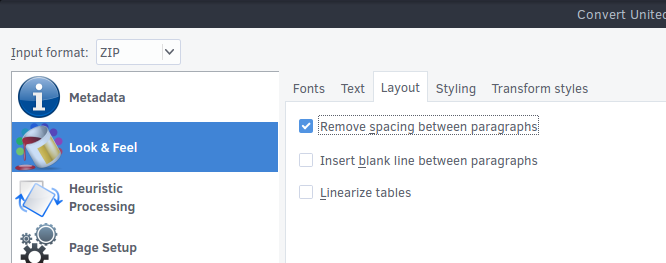 Convert United
Input format: ZIP
Fonts Text Layout Styling Transform styles
Metadata
Remove spacing between paragraphs
Look & Feel
Insert blank line between paragraphs
Heuristic
Processing
Linearize tables
Page Setup